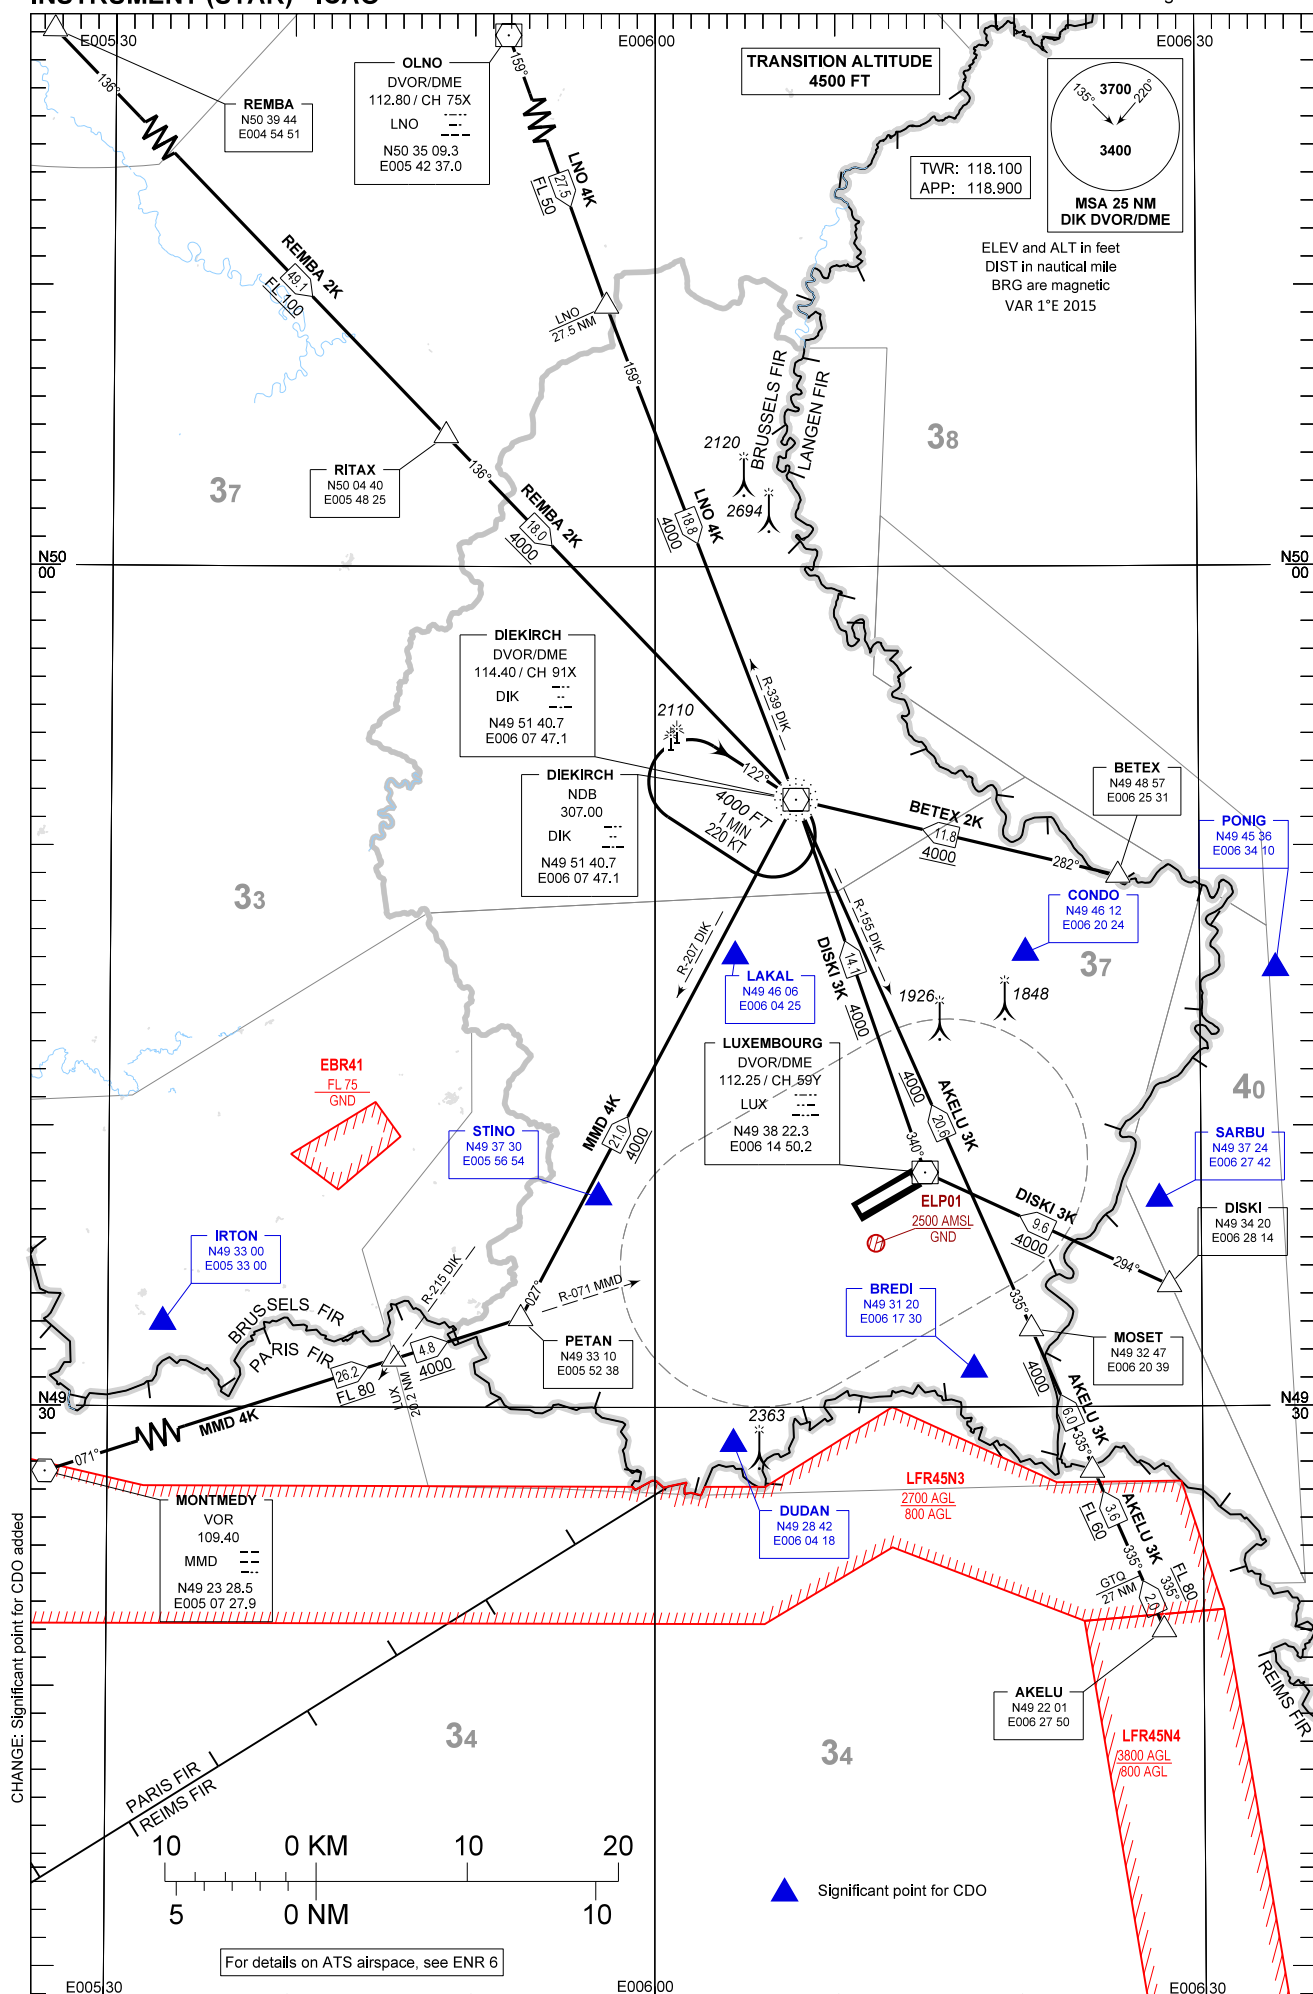 INSTRUMENT (STAR) - ICAO
E005 30
E006 00
E006 30
TRANSITION ALTITUDE
4500 FT
3700
135°
220°
3400
MSA 25 NM
DIK DVOR/DME
TWR: 118.100
APP: 118.900
ELEV and ALT in feet
DIST in nautical mile
BRG are magnetic
VAR 1°E 2015
OLNO
DVOR/DME
112.80 / CH 75X
LNO
N50 35 09.3
E005 42 37.0
REMBA
N50 39 44
E004 54 51
136°
159°
LNO 4K
27.5
FL 50
REMBA 2K
49.1
FL 100
LNO
27.5 NM
159°
BRUSSELS FIR
LANGEN FIR
38
2120
2694
RITAX
N50 04 40
E005 48 25
37
136°
REMBA 2K
18.0
4000
LNO 4K
18.8
4000
N50
00
N50
00
DIEKIRCH
DVOR/DME
114.40 / CH 91X
DIK
N49 51 40.7
E006 07 47.1
R-339 DIK
2110
122°
4000 FT
1 MIN
220 KT
DIEKIRCH
NDB
307.00
DIK
N49 51 40.7
E006 07 47.1
BETEX 2K
11.8
4000
282°
BETEX
N49 48 57
E006 25 31
PONIG
N49 45 36
E006 34 10
CONDO
N49 46 12
E006 20 24
33
37
R-207 DIK
R-155 DIK
LAKAL
N49 46 06
E006 04 25
DISKI 3K
14.1
4000
1926
1848
LUXEMBOURG
DVOR/DME
112.25 / CH 59Y
LUX
N49 38 22.3
E006 14 50.2
EBR41
FL 75
GND
40
MMD 4K
21.0
4000
STINO
N49 37 30
E005 56 54
4000
AKELU 3K
20.6
340°
SARBU
N49 37 24
E006 27 42
ELP01
2500 AMSL
GND
DISKI 3K
9.6
4000
294°
DISKI
N49 34 20
E006 28 14
IRTON
N49 33 00
E005 33 00
R-215 DIK
027°
R-071 MMD
BREDI
N49 31 20
E006 17 30
335°
MOSET
N49 32 47
E006 20 39
BRUSSELS FIR
PARIS FIR
PETAN
N49 33 10
E005 52 38
4.8
4000
26.2
FL 80
LUX
20.2 NM
MMD 4K
071°
N49
30
N49
30
4000
AKELU 3K
6.0
335°
2363
LFR45N3
2700 AGL
800 AGL
MONTMEDY
VOR
109.40
MMD
N49 23 28.5
E005 07 27.9
DUDAN
N49 28 42
E006 04 18
FL 60
3.6
AKELU 3K
335°
GTQ
27 NM
2.0
335°
FL 80
AKELU
N49 22 01
E006 27 50
REIMS FIR
34
34
LFR45N4
3800 AGL
800 AGL
PARIS FIR
REIMS FIR
CHANGE: Significant point for CDO added
10 0 KM 10 20
5 0 NM 10
Significant point for CDO
For details on ATS airspace, see ENR 6
E005 30
E006 00
E006 30